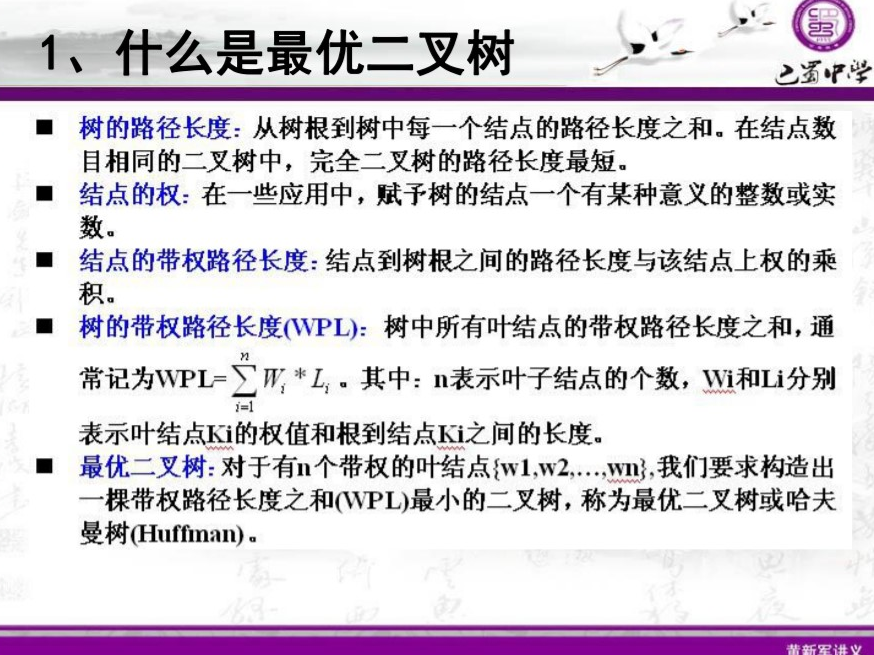 1、什么是最优二叉树
巴蜀中学
■ 树的路径长度：从树根到树中每一个结点的路径长度之和。在结点数
目相同的二叉树中，完全二叉树的路径长度最短。
■ 结点的权：在一些应用中，赋予树的结点一个有某种意义的整数或实
数。
■ 结点的带权路径长度：结点到树根之间的路径长度与该结点上权的乘
积。
■ 树的带权路径长度(WPL)：树中所有叶结点的带权路径长度之和，通
常记为WPL=∑_{i=1}^{n} W_i * L_i 。其中：n表示叶子结点的个数，Wi和Li分别
表示叶结点Ki的权值和根到结点Ki之间的长度。
■ 最优二叉树：对于有n个带权的叶结点{w1,w2,…,wn},我们要求构造出
一棵带权路径长度之和(WPL)最小的二叉树，称为最优二叉树或哈夫
曼树(Huffman)。
黄新军讲义